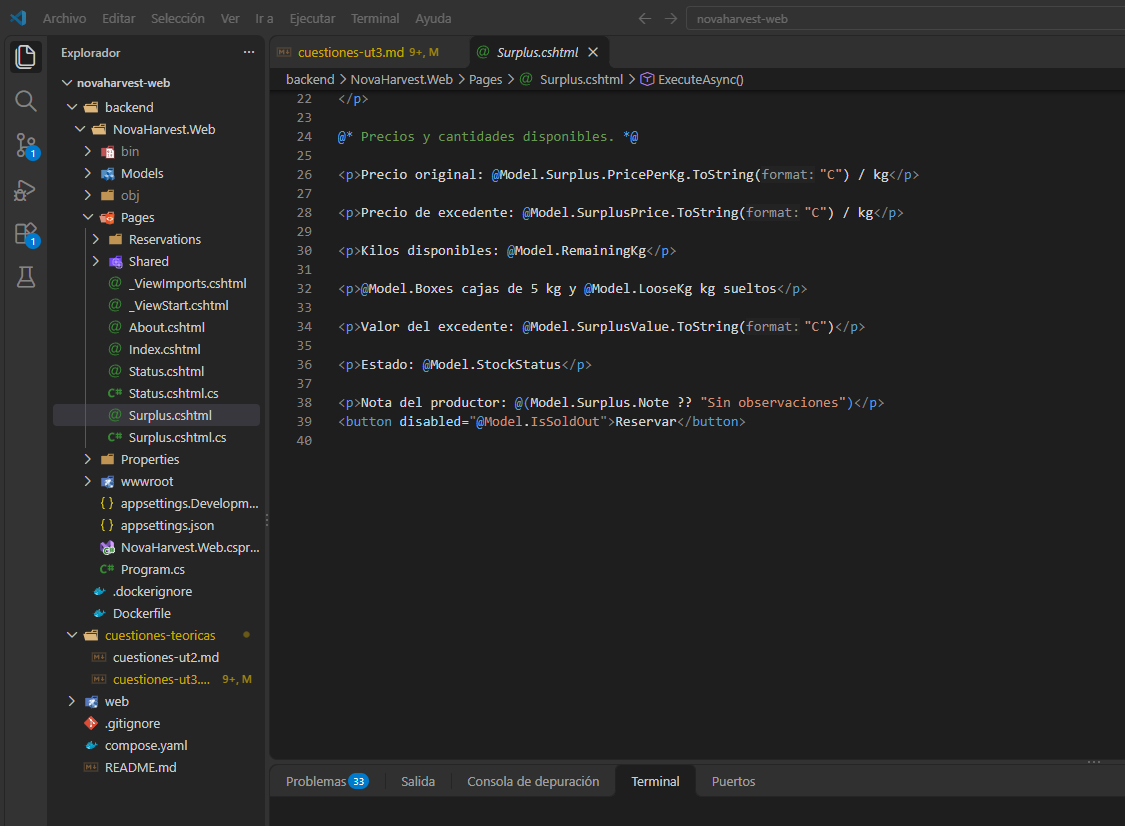 Archivo Editar Selección Ver Ir a Ejecutar Terminal Ayuda
novaharvest-web
Explorador
novaharvest-web
backend
NovaHarvest.Web
bin
Models
obj
Pages
Reservations
Shared
_ViewImports.cshtml
_ViewStart.cshtml
About.cshtml
Index.cshtml
Status.cshtml
Status.cshtml.cs
Surplus.cshtml
Surplus.cshtml.cs
Properties
wwwroot
appsettings.Developm...
appsettings.json
NovaHarvest.Web.cspr...
Program.cs
.dockerignore
Dockerfile
cuestiones-teoricas
cuestiones-ut2.md
cuestiones-ut3.... 9+, M
web
.gitignore
compose.yaml
README.md
1
1
cuestiones-ut3.md 9+, M
Surplus.cshtml
backend > NovaHarvest.Web > Pages > Surplus.cshtml > ExecuteAsync()
22 </p>
23
24 @* Precios y cantidades disponibles. *@
25
26 <p>Precio original: @Model.Surplus.PricePerKg.ToString(format: "C") / kg</p>
27
28 <p>Precio de excedente: @Model.SurplusPrice.ToString(format: "C") / kg</p>
29
30 <p>Kilos disponibles: @Model.RemainingKg</p>
31
32 <p>@Model.Boxes cajas de 5 kg y @Model.LooseKg kg sueltos</p>
33
34 <p>Valor del excedente: @Model.SurplusValue.ToString(format: "C")</p>
35
36 <p>Estado: @Model.StockStatus</p>
37
38 <p>Nota del productor: @(Model.Surplus.Note ?? "Sin observaciones")</p>
39 <button disabled="@Model.IsSoldOut">Reservar</button>
40
Problemas 33 Salida Consola de depuración Terminal Puertos